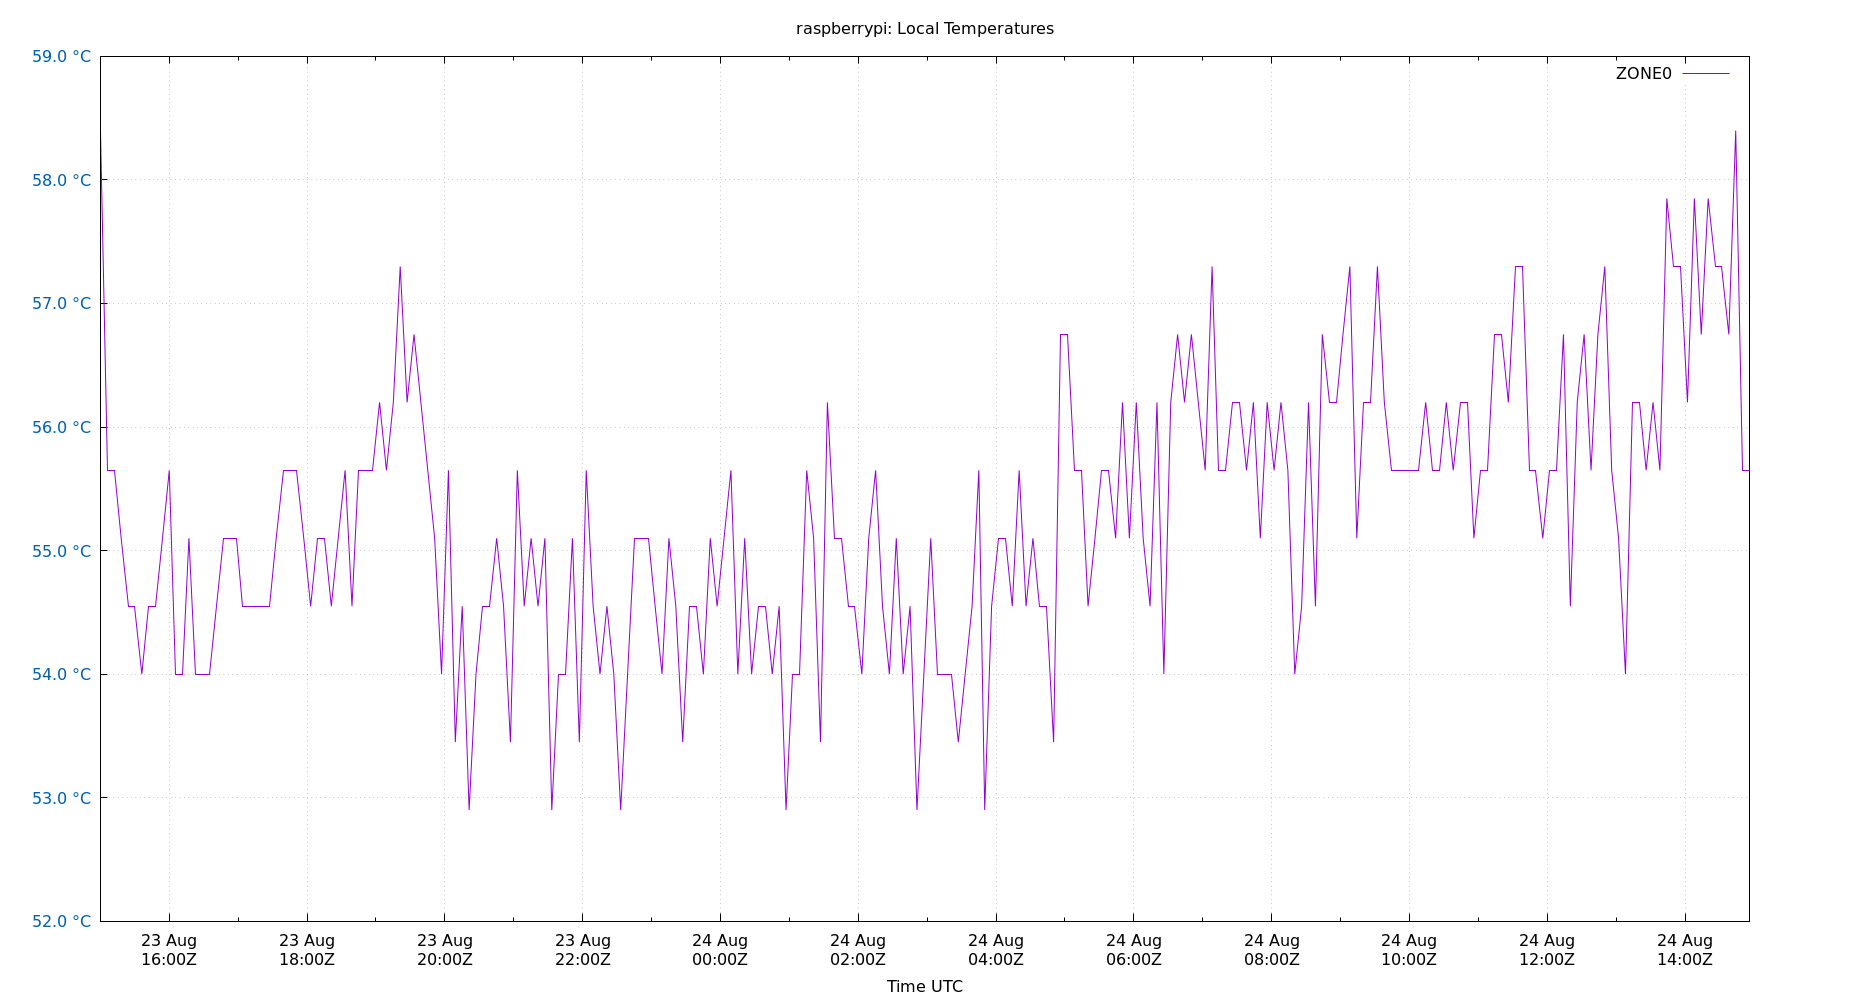 raspberrypi: Local Temperatures
59.0 °C
ZONE0
58.0 °C
57.0 °C
56.0 °C
55.0 °C
54.0 °C
53.0 °C
52.0 °C
23 Aug 23 Aug 23 Aug 23 Aug 24 Aug 24 Aug 24 Aug 24 Aug 24 Aug 24 Aug 24 Aug 24 Aug
16:00Z 18:00Z 20:00Z 22:00Z 00:00Z 02:00Z 04:00Z 06:00Z 08:00Z 10:00Z 12:00Z 14:00Z
Time UTC